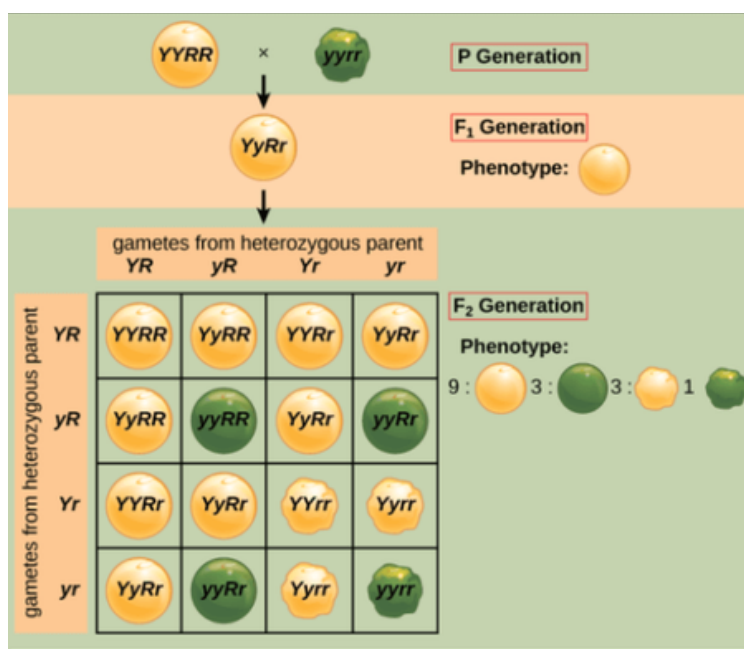 YYRR × yyrr P Generation
YyRr F₁ Generation
Phenotype:
gametes from heterozygous parent
YR yR Yr yr
gametes from heterozygous parent
YR YYRR YyRR YYRr YyRr
yR YyRR yyRR YyRr yyRr
Yr YYRr YyRr YYrr Yyrr
yr YyRr yyRr Yyrr yyrr
F₂ Generation
Phenotype:
9 : 3 : 3 : 1